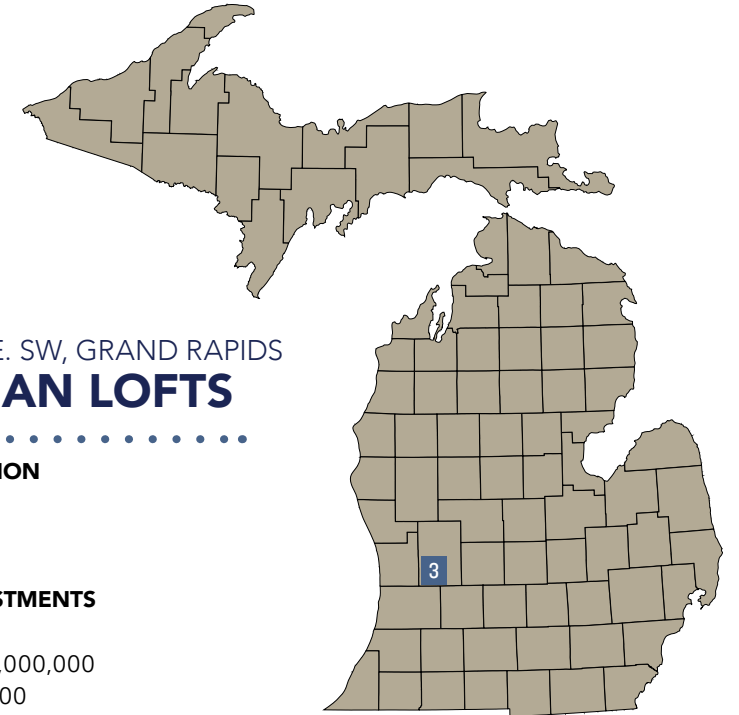 E. SW, GRAND RAPIDS
AN LOFTS
ION
STMENTS
,000,000
00
3